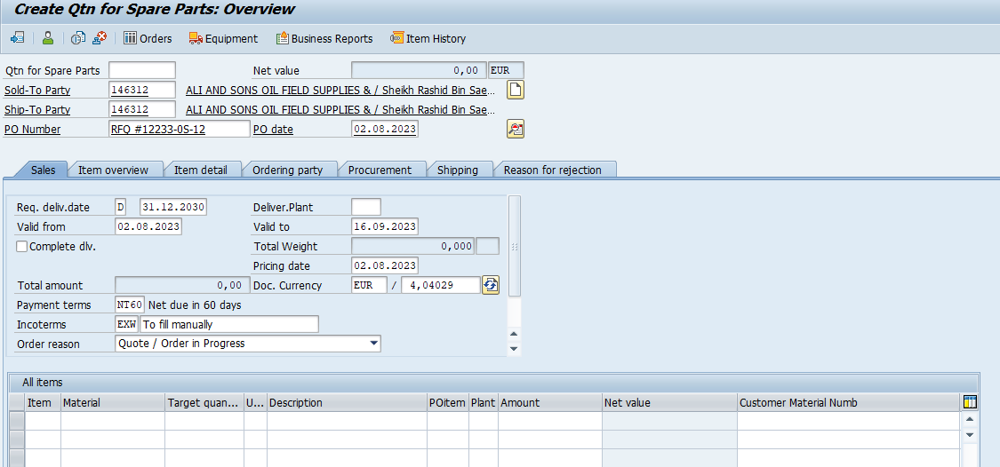 Create Qtn for Spare Parts: Overview
Orders Equipment Business Reports Item History
Qtn for Spare Parts Net value 0,00 EUR
Sold-To Party 146312 ALI AND SONS OIL FIELD SUPPLIES & / Sheikh Rashid Bin Sae...
Ship-To Party 146312 ALI AND SONS OIL FIELD SUPPLIES & / Sheikh Rashid Bin Sae...
PO Number RFQ #12233-0S-12 PO date 02.08.2023
Sales Item overview Item detail Ordering party Procurement Shipping Reason for rejection
Req. deliv.date D 31.12.2030 Deliver.Plant
Valid from 02.08.2023 Valid to 16.09.2023
Complete dlv. Total Weight 0,000
Pricing date 02.08.2023
Total amount 0,00 Doc. Currency EUR / 4,04029
Payment terms NT60 Net due in 60 days
Incoterms EXW To fill manually
Order reason Quote / Order in Progress
All items
Item Material Target quan... U... Description POitem Plant Amount Net value Customer Material Numb